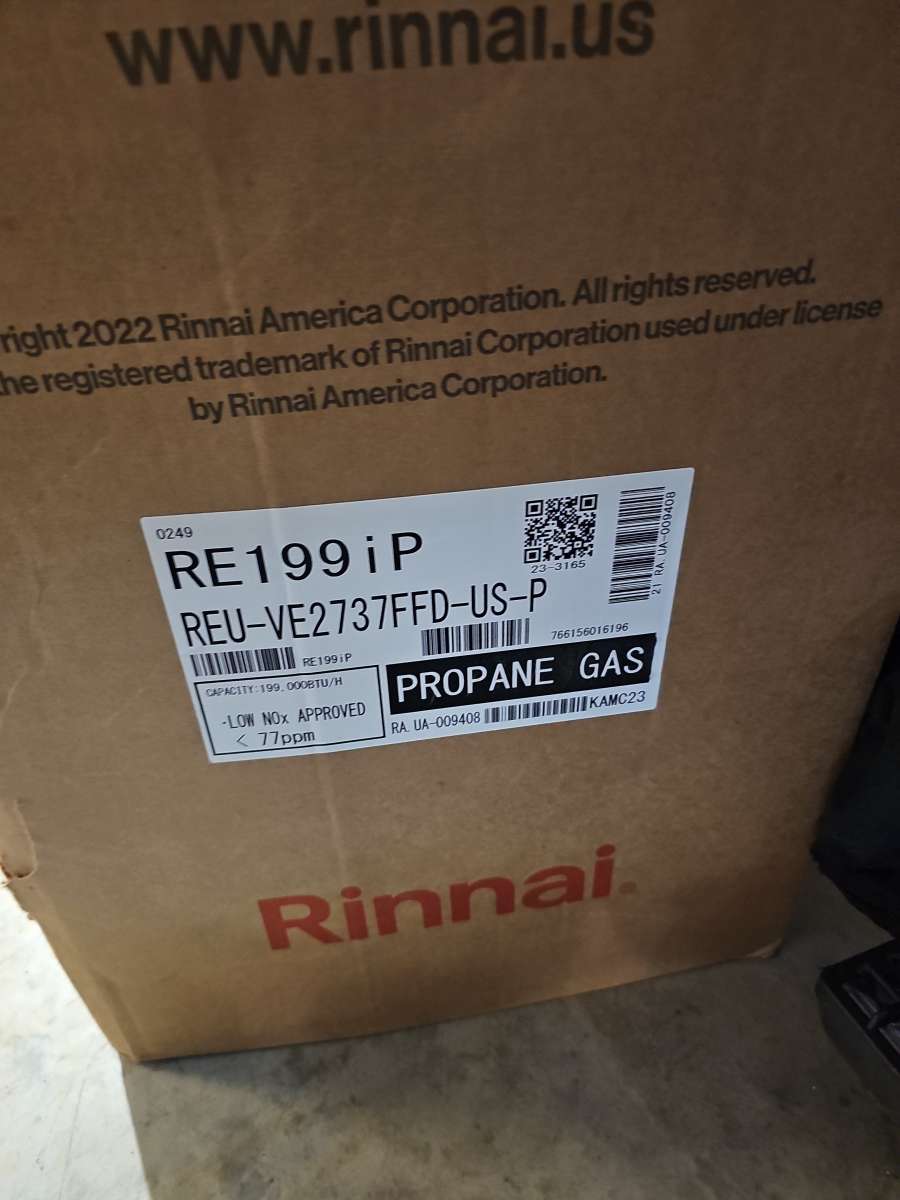 www.rinnai.us
right 2022 Rinnai America Corporation. All rights reserved.
he registered trademark of Rinnai Corporation used under license
by Rinnai America Corporation.
0249
RE199iP
23-3165
21 RA.UA-009408
REU-VE2737FFD-US-P
RE199iP
766156016196
CAPACITY:199.000BTU/H
·LOW NOx APPROVED
< 77ppm
PROPANE GAS
RA.UA-009408
KAMC23
Rinnai®